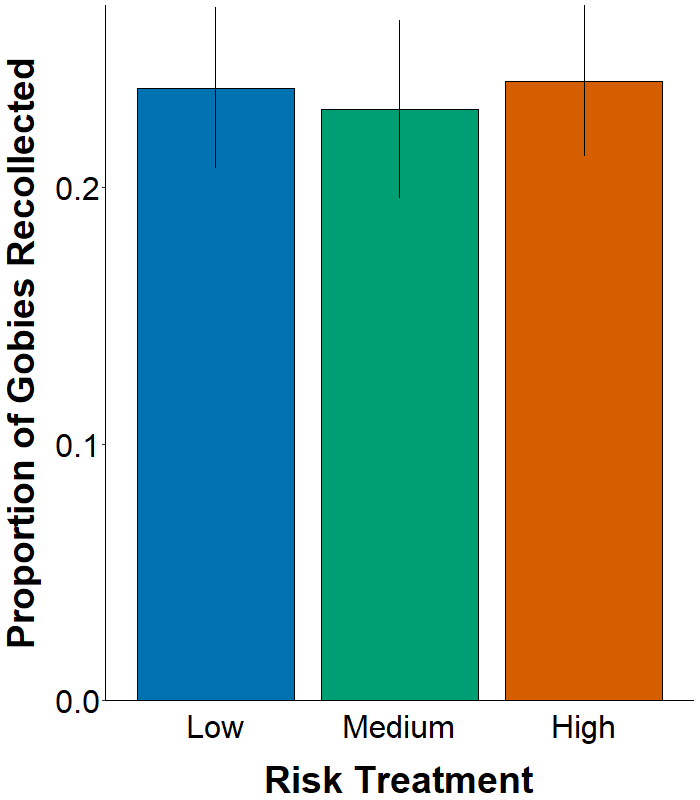 Proportion of Gobies Recollected
0.2
0.1
0.0
Low Medium High
Risk Treatment